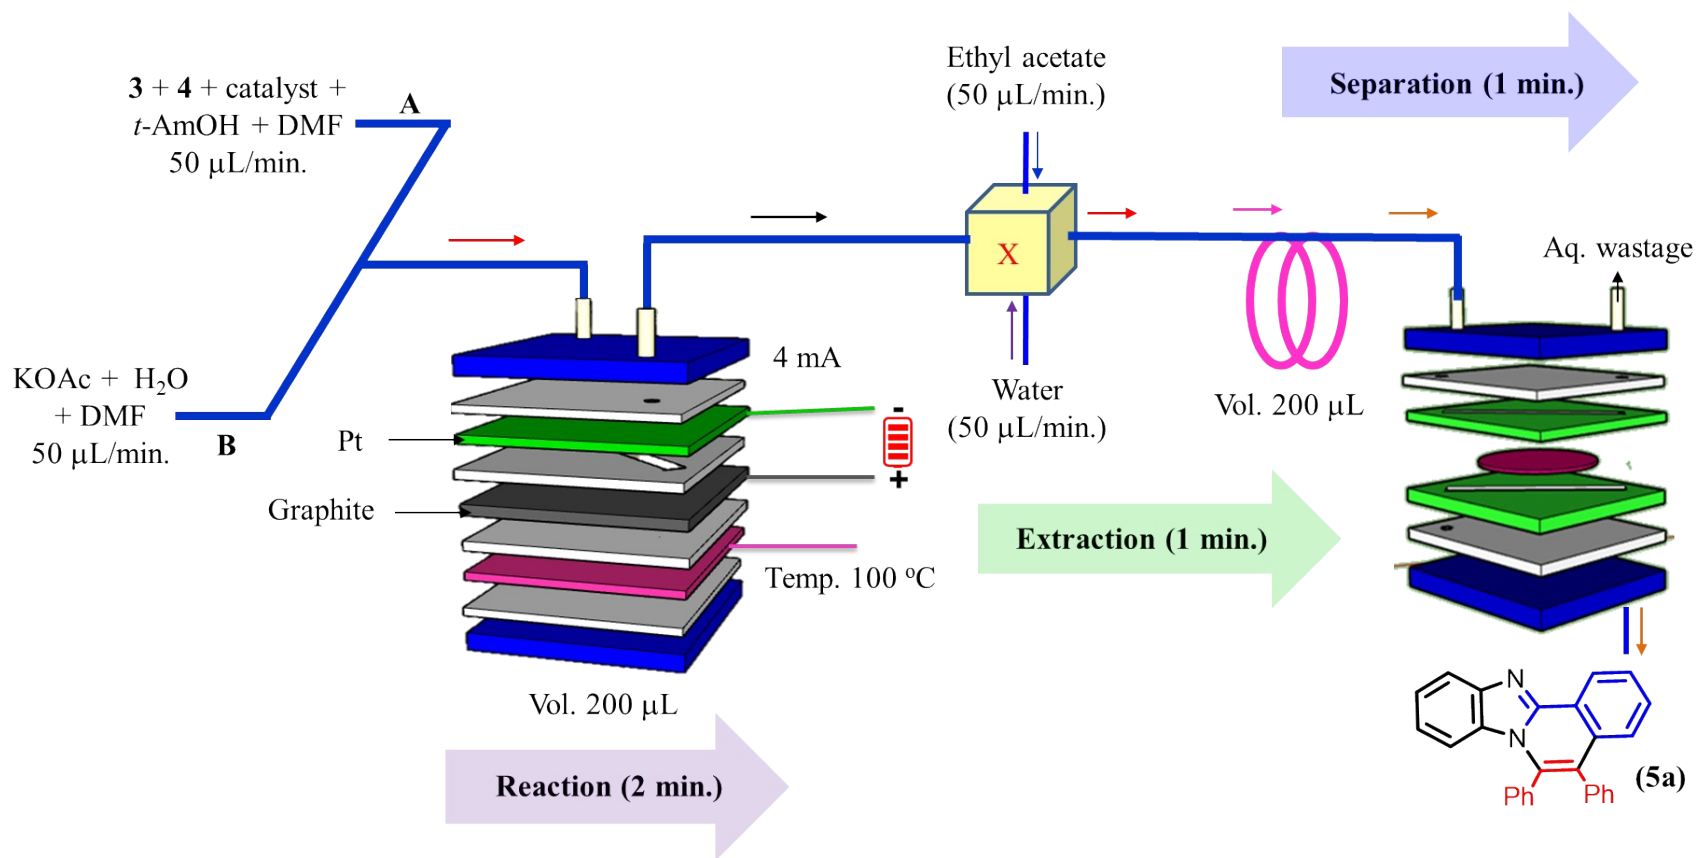 3 + 4 + catalyst +
t-AmOH + DMF
50 μL/min.
A
KOAc + H₂O
+ DMF
50 μL/min.
B
4 mA
Pt
Graphite
-
+
Temp. 100 ºC
Vol. 200 μL
Reaction (2 min.)
Ethyl acetate
(50 μL/min.)
X
Water
(50 μL/min.)
Vol. 200 μL
Extraction (1 min.)
Separation (1 min.)
Aq. wastage
N
N
Ph
Ph
(5a)